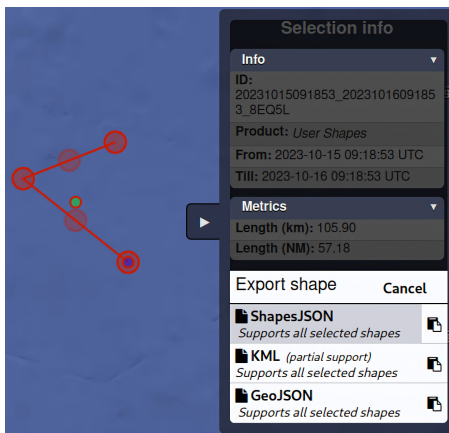 Selection info
Info
ID:
20231015091853_202310160918​5
3_8EQ5L
Product: User Shapes
From: 2023-10-15 09:18:53 UTC
Till: 2023-10-16 09:18:53 UTC
Metrics
Length (km): 105.90
Length (NM): 57.18
Export shape Cancel
ShapesJSON
Supports all selected shapes
KML (partial support)
Supports all selected shapes
GeoJSON
Supports all selected shapes